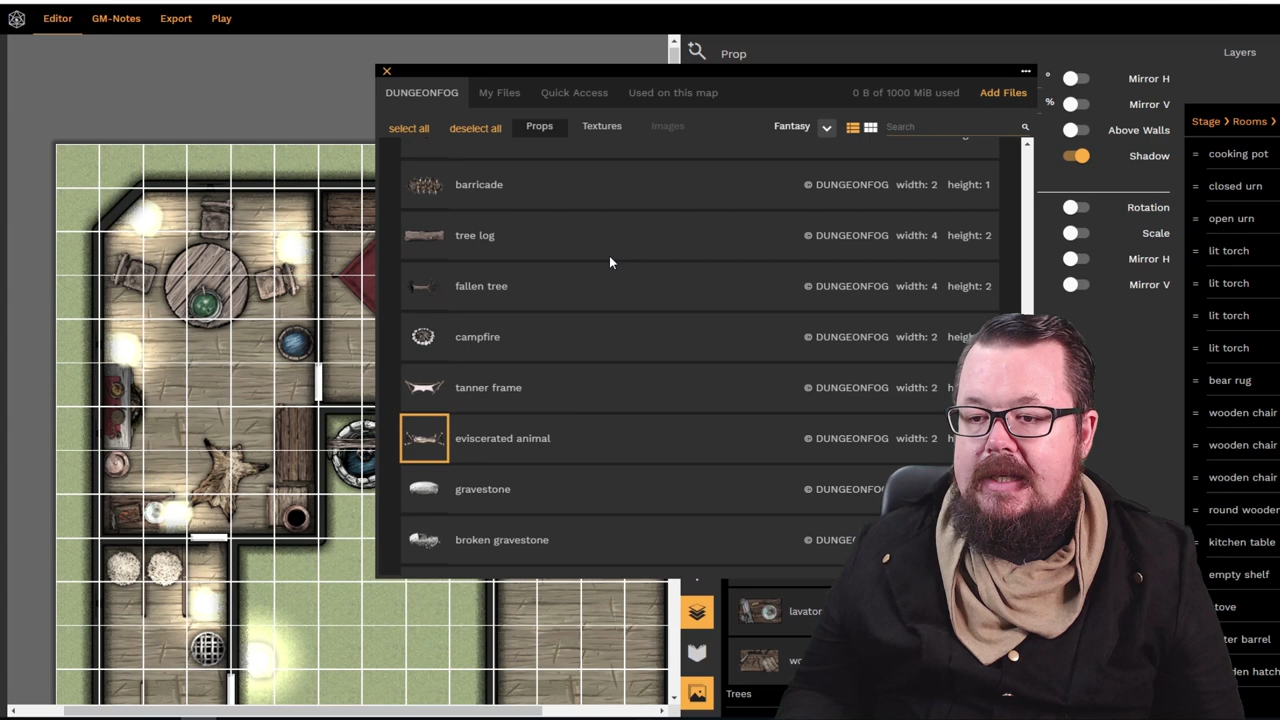 Editor GM-Notes Export Play
Prop
Layers
DUNGEONFOG My Files Quick Access Used on this map 0 B of 1000 MiB used Add Files
select all deselect all Props Textures Images Fantasy Search
barricade © DUNGEONFOG width: 2 height: 1
tree log © DUNGEONFOG width: 4 height: 2
fallen tree © DUNGEONFOG width: 4 height: 2
campfire © DUNGEONFOG width: 2
tanner frame © DUNGEONFOG width: 2
eviscerated animal © DUNGEONFOG width: 2
gravestone
broken gravestone
° Mirror H
% Mirror V
Above Walls
Shadow
Rotation
Scale
Mirror H
Mirror V
Stage > Rooms >
= cooking pot
= closed urn
= open urn
= lit torch
= lit torch
= lit torch
= lit torch
= bear rug
= wooden chair
= wooden chair
= wooden chair
= round wooden
= kitchen table
empty shelf
Trees